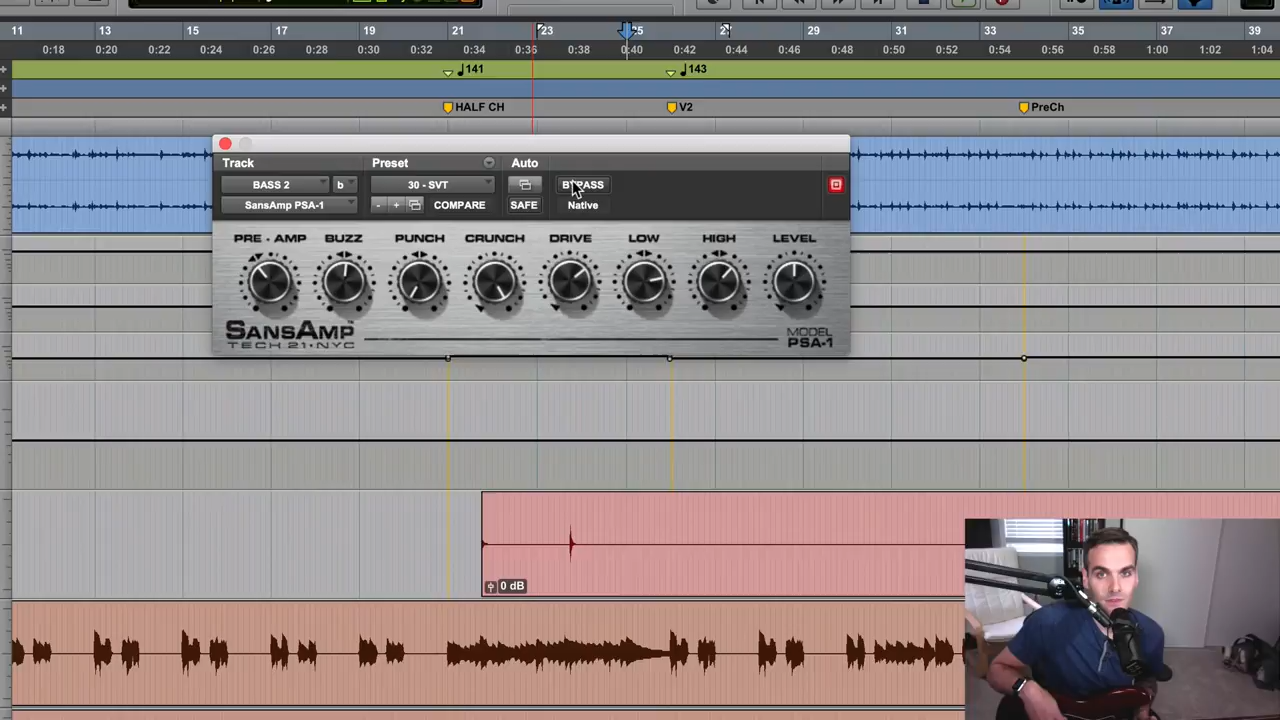 11 13 15 17 19 21 23 25 27 29 31 33 35 37 39
0:18 0:20 0:22 0:24 0:26 0:28 0:30 0:32 0:34 0:36 0:38 0:40 0:42 0:44 0:46 0:48 0:50 0:52 0:54 0:56 0:58 1:00 1:02 1:04
141 143
HALF CH V2 PreCh
Track Preset Auto
BASS 2 b 30 - SVT BYPASS
SansAmp PSA-1 - + COMPARE SAFE Native
PRE-AMP BUZZ PUNCH CRUNCH DRIVE LOW HIGH LEVEL
SANSAMP
TECH 21•NYC
MODEL
PSA-1
0 dB